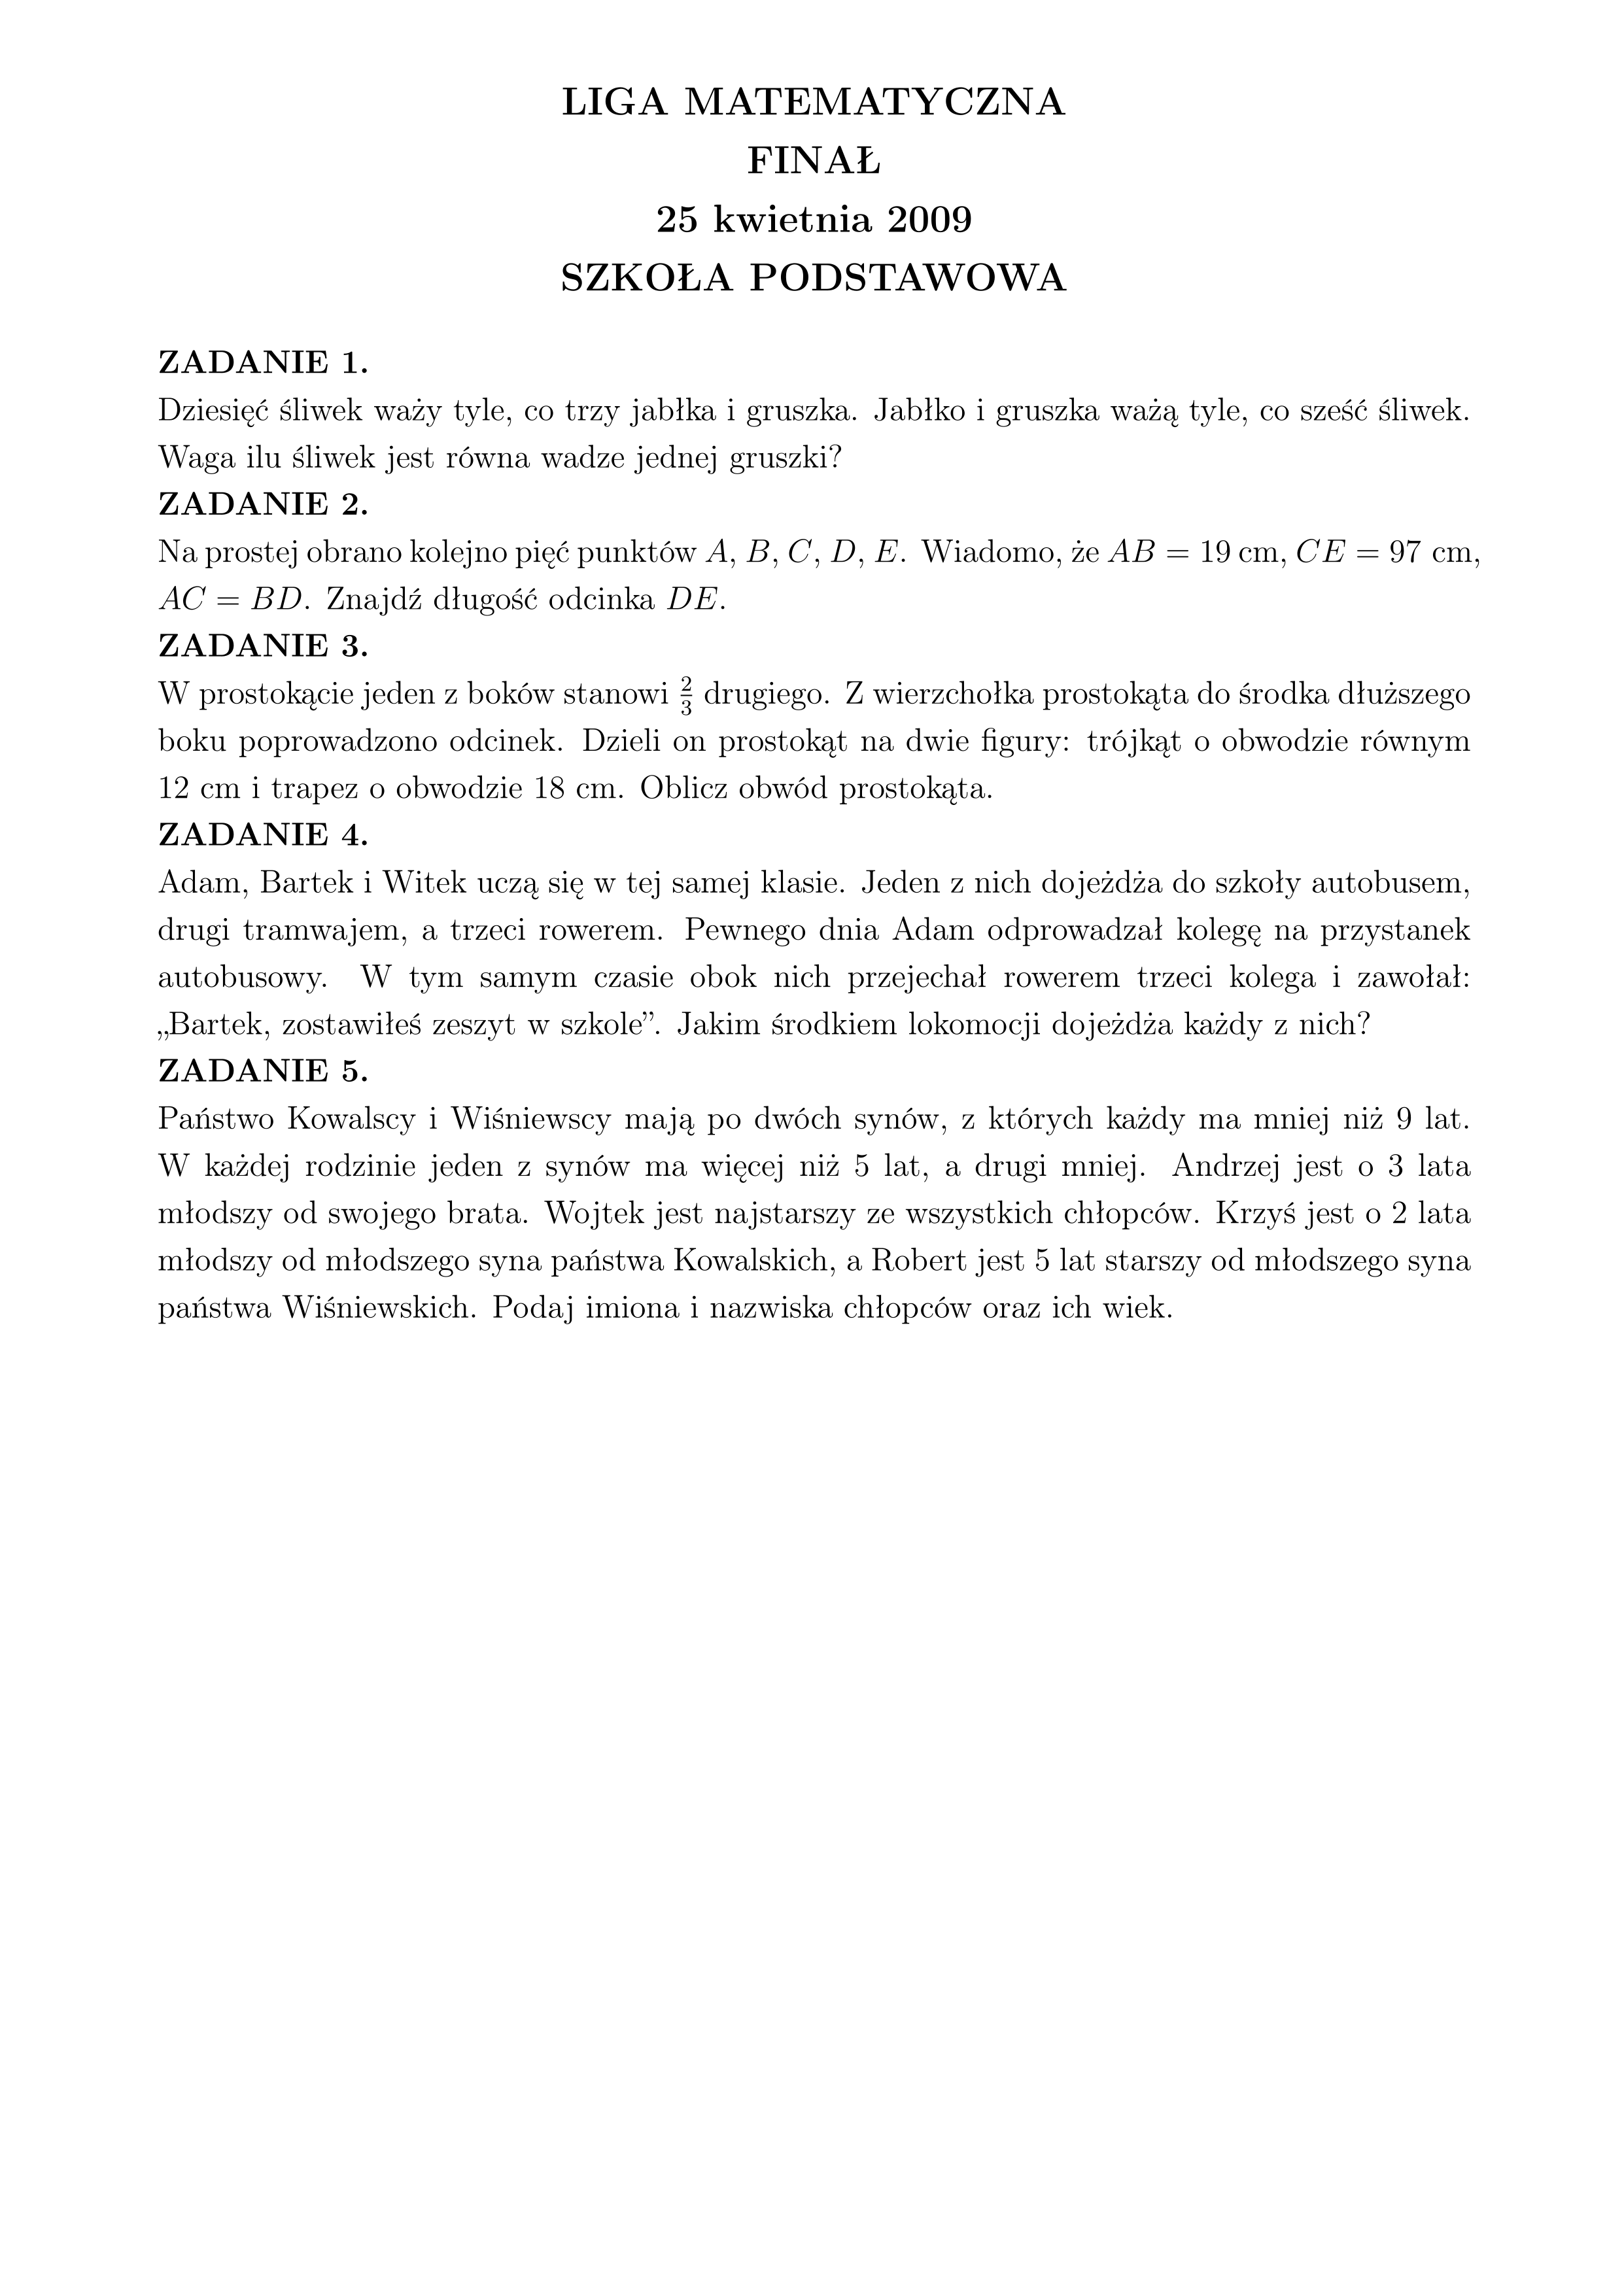 LIGA MATEMATYCZNA
FINAŁ
25 kwietnia 2009
SZKOŁA PODSTAWOWA
ZADANIE 1.
Dziesięć śliwek waży tyle, co trzy jabłka i gruszka. Jabłko i gruszka ważą tyle, co sześć śliwek.
Waga ilu śliwek jest równa wadze jednej gruszki?
ZADANIE 2.
Na prostej obrano kolejno pięć punktów A, B, C, D, E. Wiadomo, że AB = 19 cm, CE = 97 cm,
AC = BD. Znajdź długość odcinka DE.
ZADANIE 3.
W prostokącie jeden z boków stanowi 2/3 drugiego. Z wierzchołka prostokąta do środka dłuższego
boku poprowadzono odcinek. Dzieli on prostokąt na dwie figury: trójkąt o obwodzie równym
12 cm i trapez o obwodzie 18 cm. Oblicz obwód prostokąta.
ZADANIE 4.
Adam, Bartek i Witek uczą się w tej samej klasie. Jeden z nich dojeżdża do szkoły autobusem,
drugi tramwajem, a trzeci rowerem. Pewnego dnia Adam odprowadzał kolegę na przystanek
autobusowy. W tym samym czasie obok nich przejechał rowerem trzeci kolega i zawołał:
„Bartek, zostawiłeś zeszyt w szkole”. Jakim środkiem lokomocji dojeżdża każdy z nich?
ZADANIE 5.
Państwo Kowalscy i Wiśniewscy mają po dwóch synów, z których każdy ma mniej niż 9 lat.
W każdej rodzinie jeden z synów ma więcej niż 5 lat, a drugi mniej. Andrzej jest o 3 lata
młodszy od swojego brata. Wojtek jest najstarszy ze wszystkich chłopców. Krzyś jest o 2 lata
młodszy od młodszego syna państwa Kowalskich, a Robert jest 5 lat starszy od młodszego syna
państwa Wiśniewskich. Podaj imiona i nazwiska chłopców oraz ich wiek.